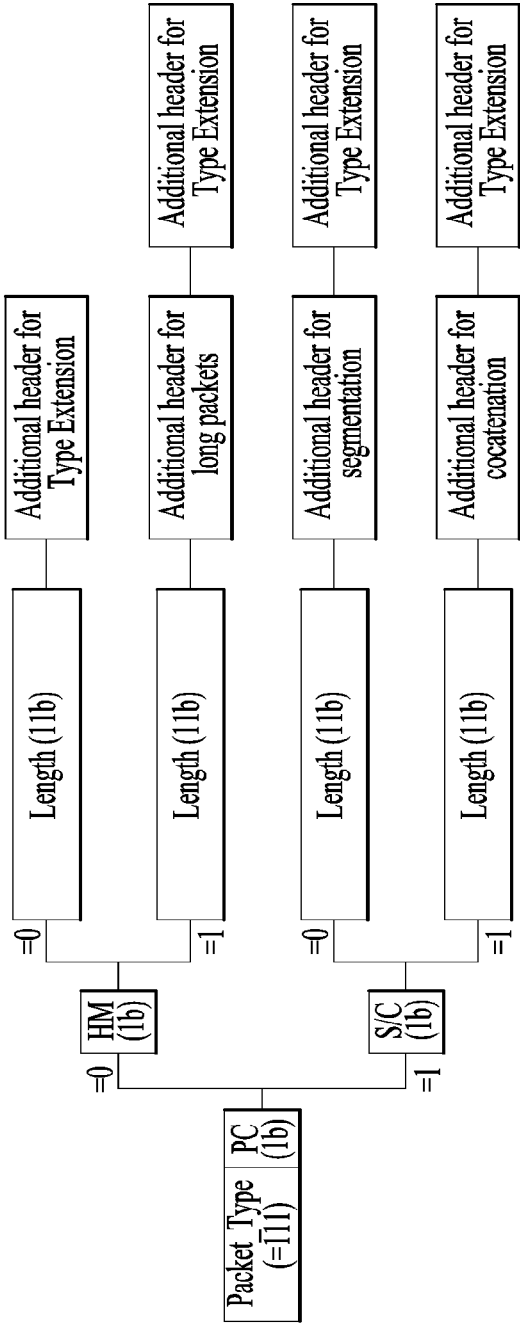 Packet Type
(=111)
PC
(1b)
=0
HM
(1b)
=0
Length (11b)
Additional header for
Type Extension
=1
Length (11b)
Additional header for
long packets
Additional header for
Type Extension
=1
S/C
(1b)
=0
Length (11b)
Additional header for
segmentation
Additional header for
Type Extension
=1
Length (11b)
Additional header for
cocatenation
Additional header for
Type Extension